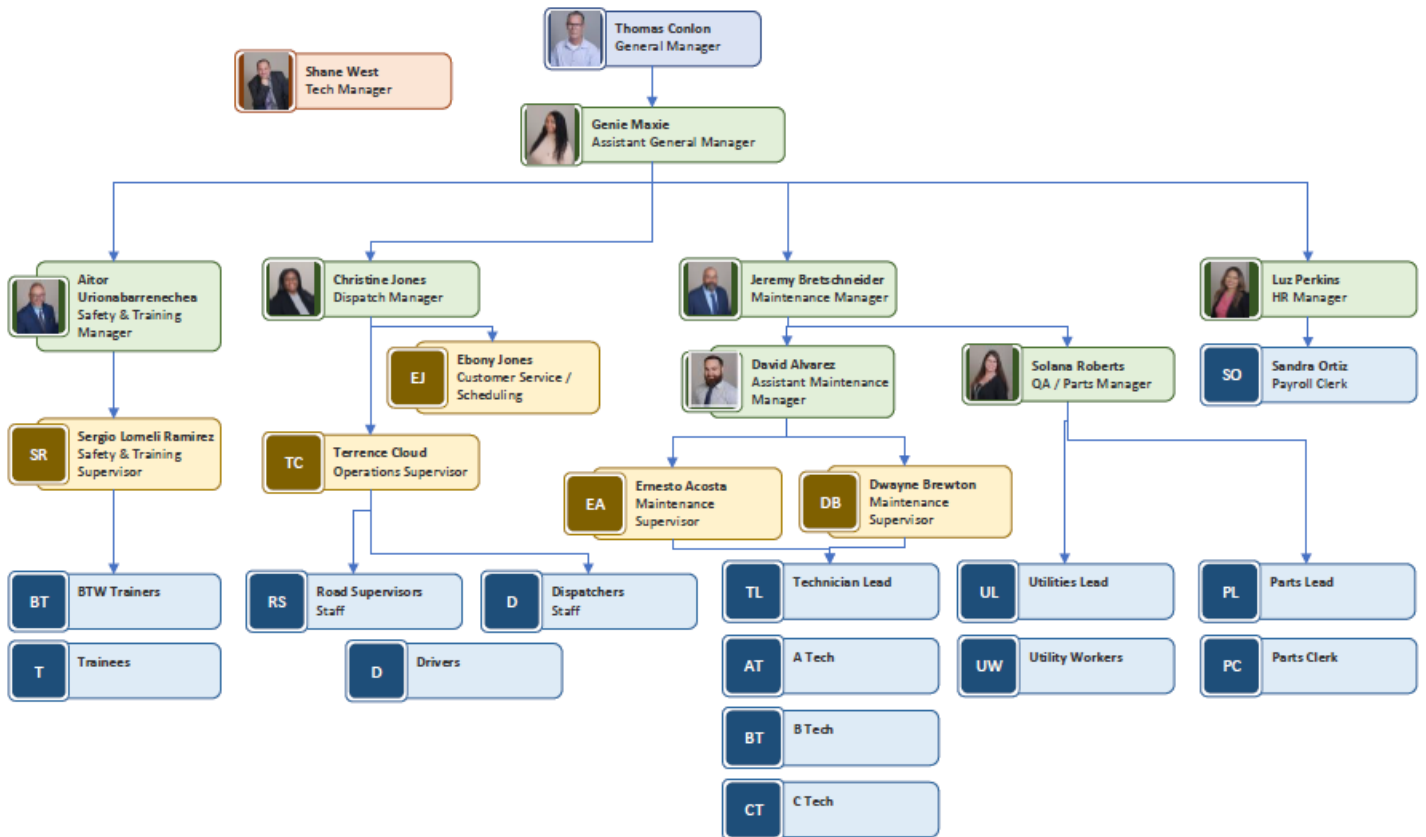 Thomas Conlon
General Manager
Shane West
Tech Manager
Genie Maxie
Assistant General Manager
Aitor
Urionabarrenechea
Safety & Training
Manager
Christine Jones
Dispatch Manager
Jeremy Bretschneider
Maintenance Manager
Luz Perkins
HR Manager
EJ
Ebony Jones
Customer Service /
Scheduling
David Alvarez
Assistant Maintenance
Manager
Solana Roberts
QA / Parts Manager
SO
Sandra Ortiz
Payroll Clerk
SR
Sergio Lomeli Ramirez
Safety & Training
Supervisor
TC
Terrence Cloud
Operations Supervisor
EA
Ernesto Acosta
Maintenance
Supervisor
DB
Dwayne Brewton
Maintenance
Supervisor
BT
BTW Trainers
RS
Road Supervisors
Staff
D
Dispatchers
Staff
TL
Technician Lead
UL
Utilities Lead
PL
Parts Lead
T
Trainees
D
Drivers
AT
A Tech
UW
Utility Workers
PC
Parts Clerk
BT
B Tech
CT
C Tech